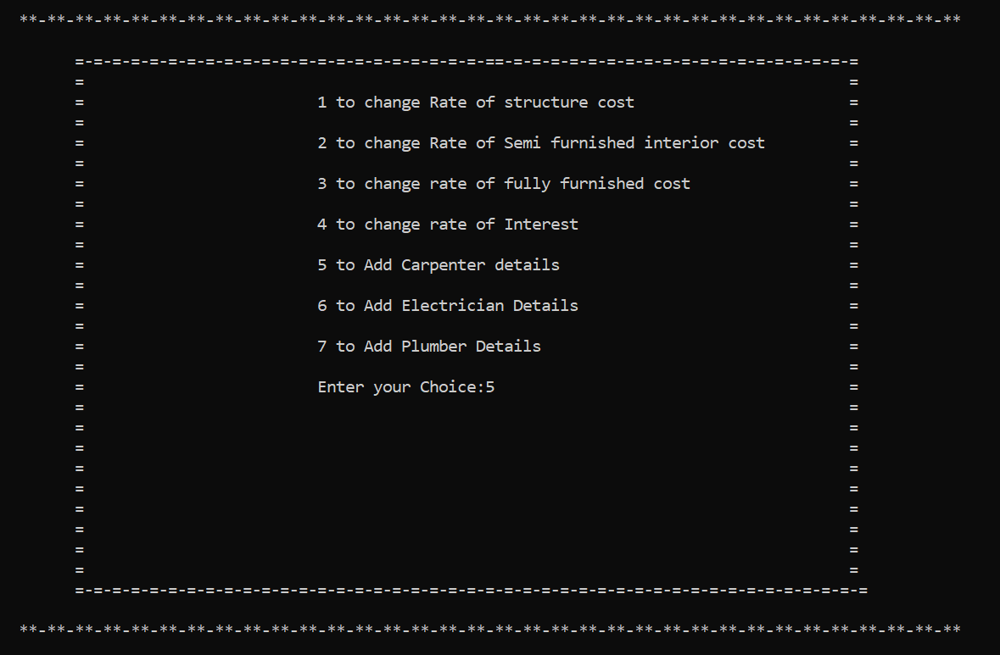 1 to change Rate of structure cost
2 to change Rate of Semi furnished interior cost
3 to change rate of fully furnished cost
4 to change rate of Interest
5 to Add Carpenter details
6 to Add Electrician Details
7 to Add Plumber Details
Enter your Choice:5